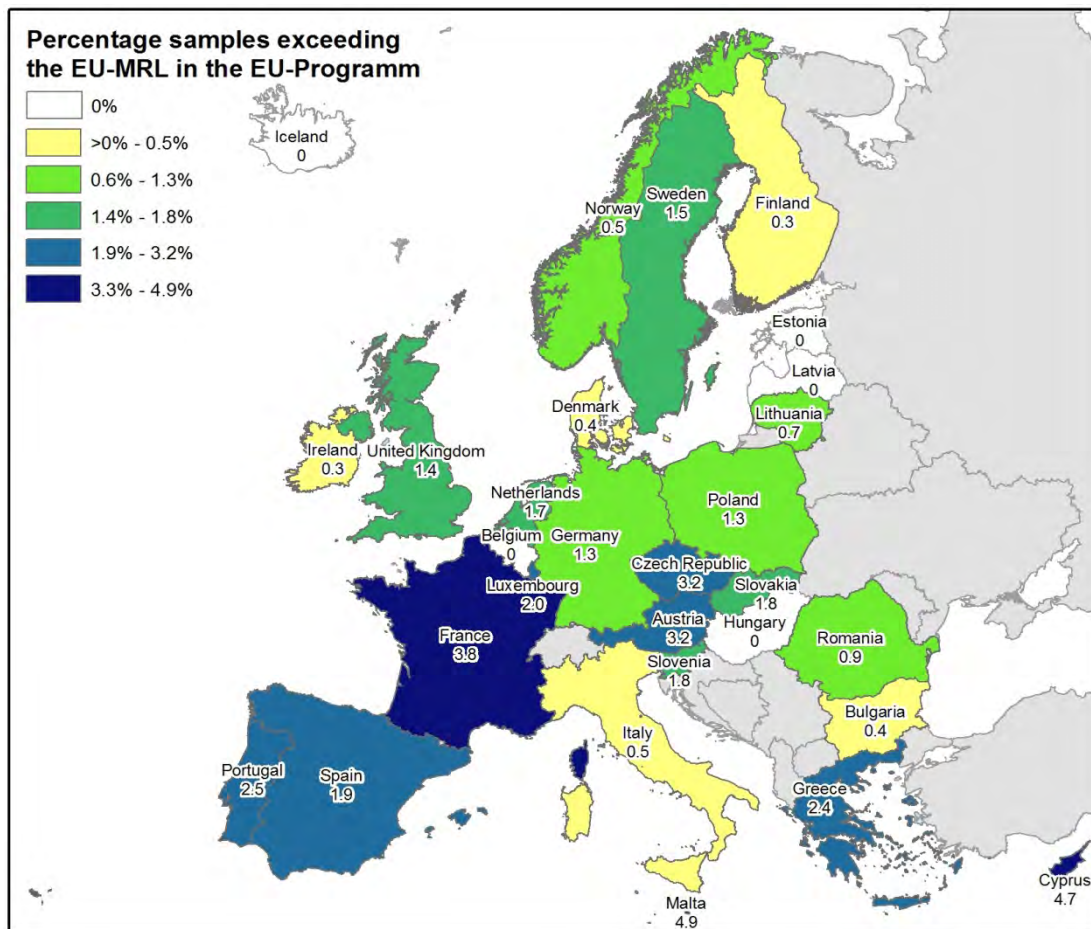 Percentage samples exceeding
the EU-MRL in the EU-Programm
0%
>0% - 0.5%
0.6% - 1.3%
1.4% - 1.8%
1.9% - 3.2%
3.3% - 4.9%
Iceland
0
Norway
0.5
Sweden
1.5
Finland
0.3
Estonia
0
Latvia
0
Lithuania
0.7
Denmark
0.4
Ireland
0.3
United Kingdom
1.4
Netherlands
1.7
Belgium
0
Germany
1.3
Poland
1.3
Luxembourg
2.0
Czech Republic
3.2
Slovakia
1.8
Austria
3.2
Hungary
0
France
3.8
Slovenia
1.8
Romania
0.9
Bulgaria
0.4
Italy
0.5
Portugal
2.5
Spain
1.9
Greece
2.4
Malta
4.9
Cyprus
4.7